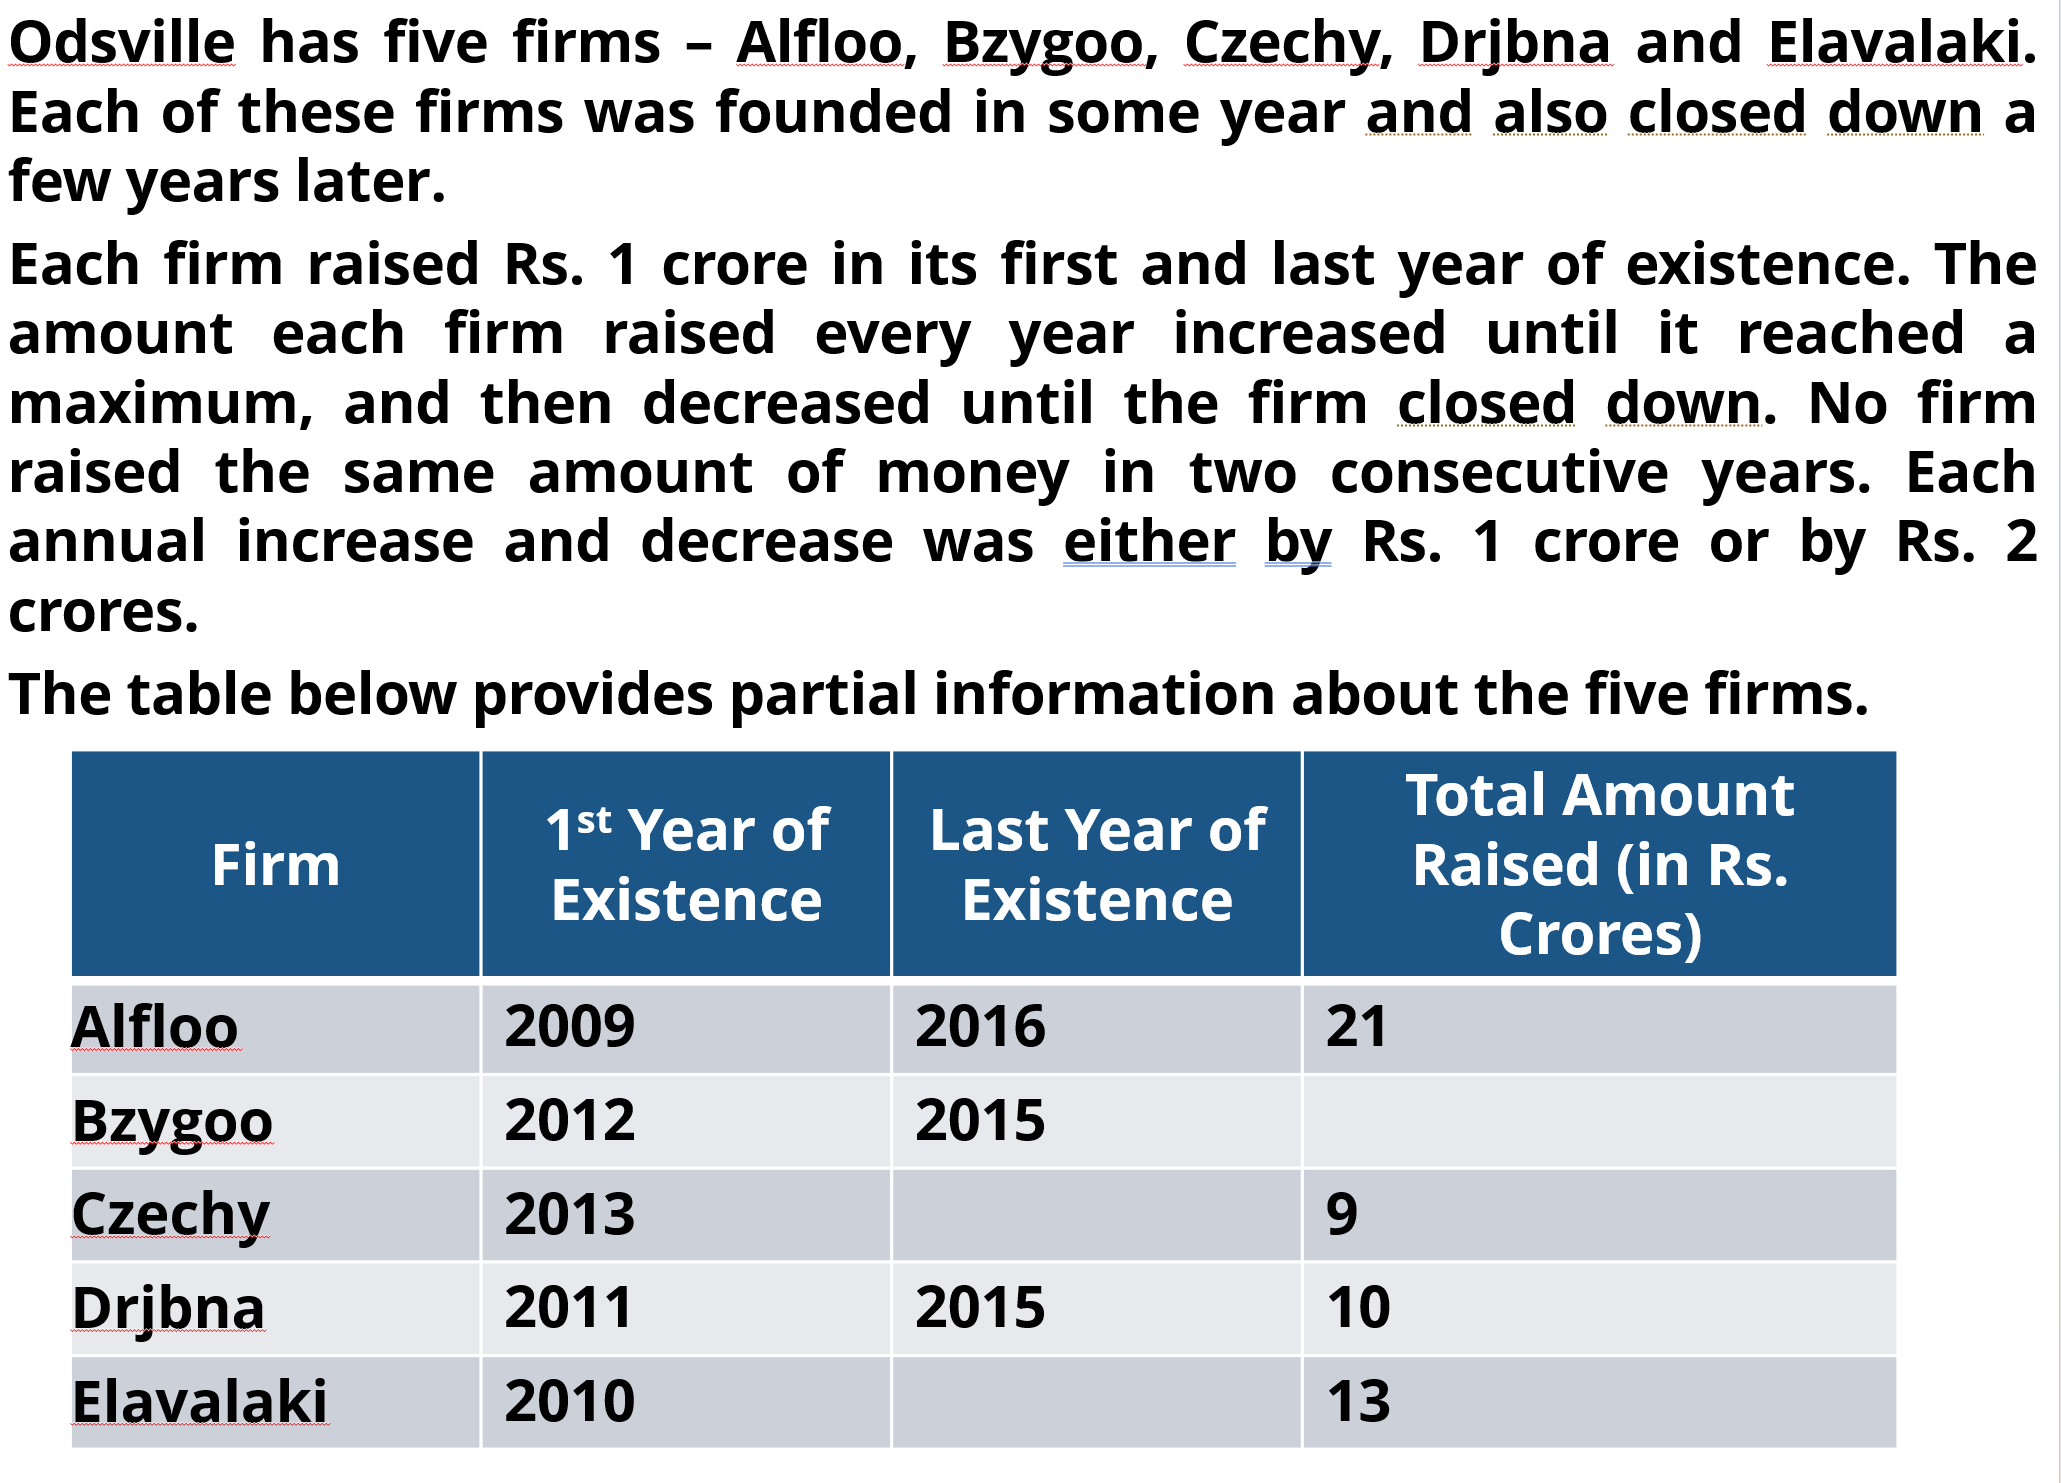 Odsville has five firms – Alfloo, Bzygoo, Czechy, Drjbna and Elavalaki.
Each of these firms was founded in some year and also closed down a
few years later.
Each firm raised Rs. 1 crore in its first and last year of existence. The
amount each firm raised every year increased until it reached a
maximum, and then decreased until the firm closed down. No firm
raised the same amount of money in two consecutive years. Each
annual increase and decrease was either by Rs. 1 crore or by Rs. 2
crores.
The table below provides partial information about the five firms.
Firm
1st Year of
Existence
Last Year of
Existence
Total Amount
Raised (in Rs.
Crores)
Alfloo 2009 2016 21
Bzygoo 2012 2015
Czechy 2013 9
Drjbna 2011 2015 10
Elavalaki 2010 13